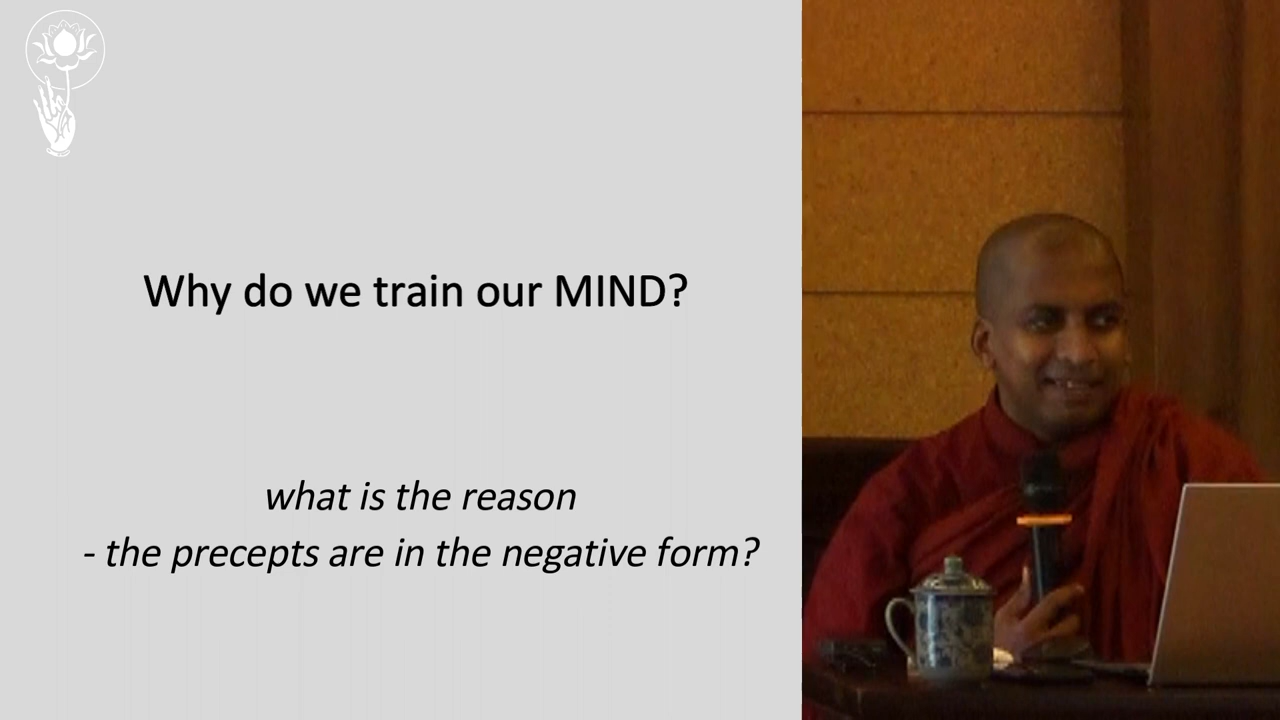 Why do we train our MIND?
what is the reason
- the precepts are in the negative form?